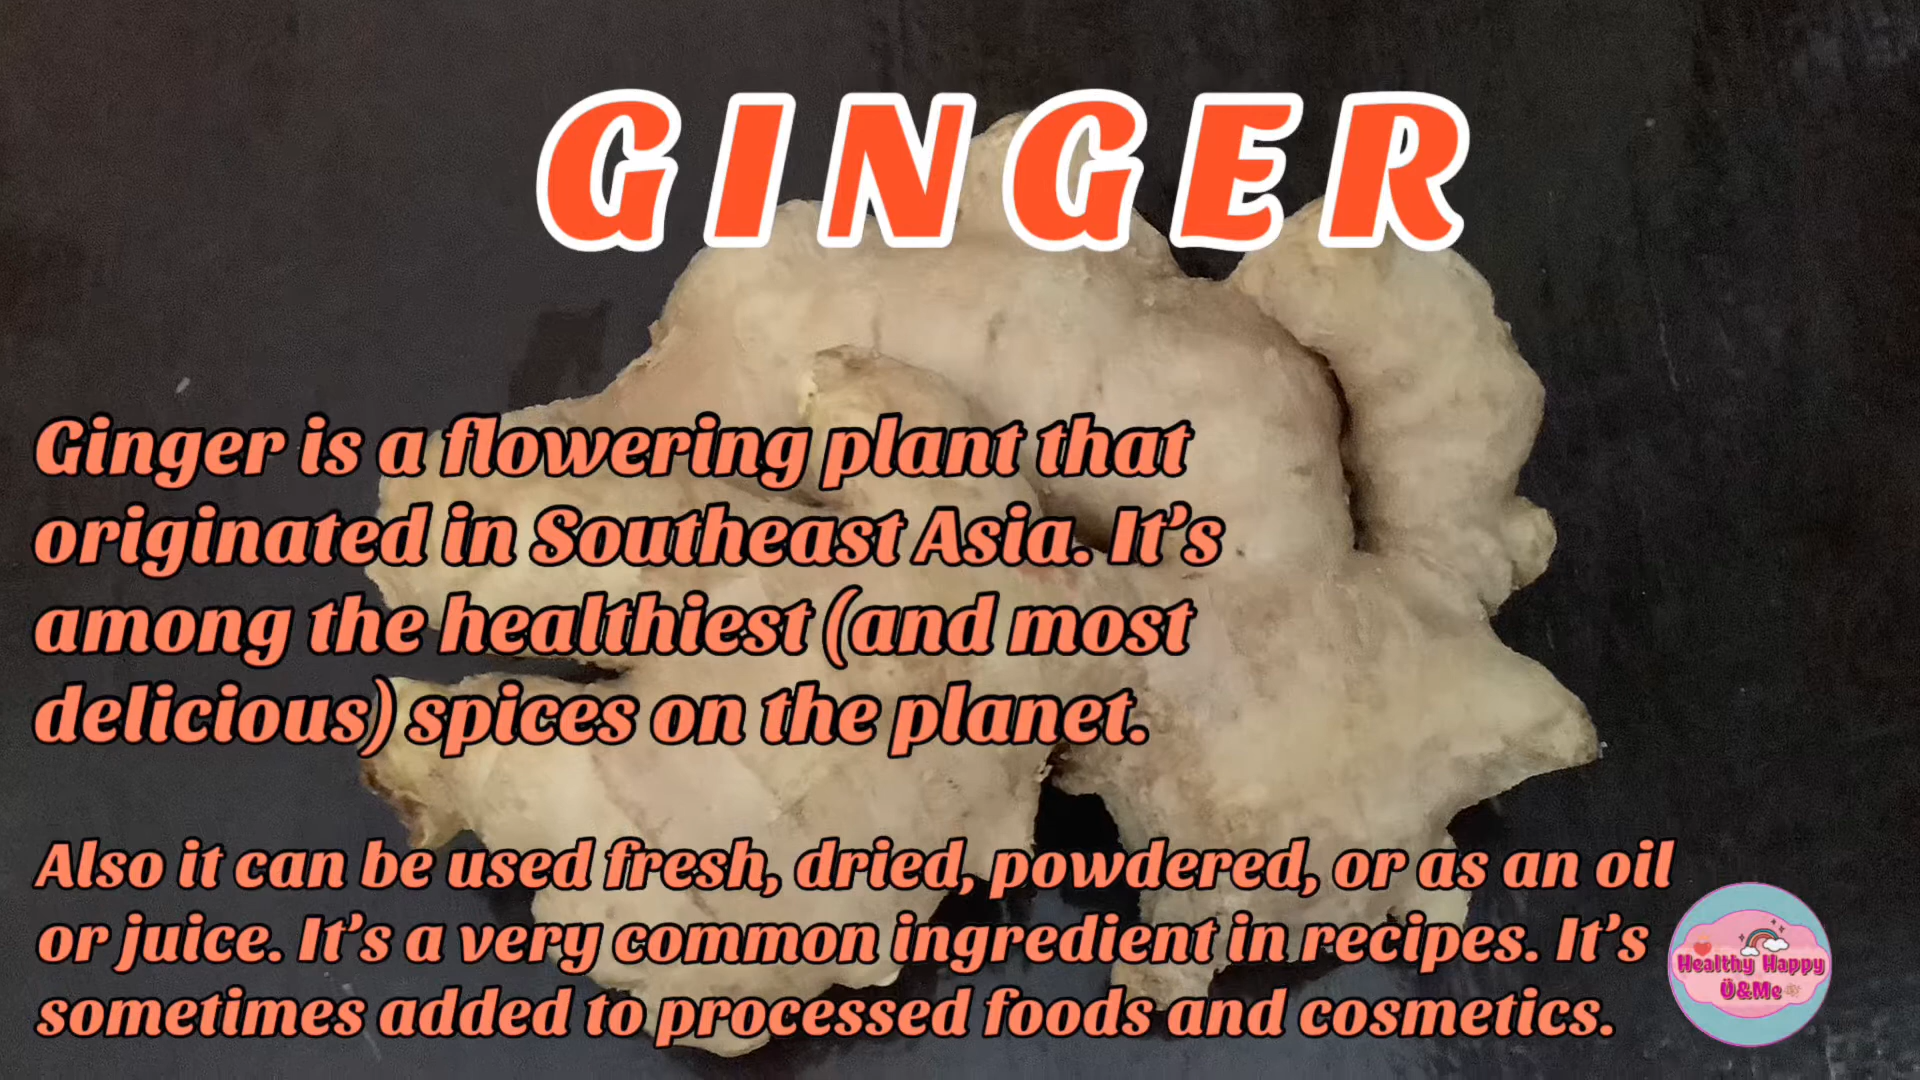 GINGER
Ginger is a flowering plant that
originated in Southeast Asia. It's
among the healthiest (and most
delicious) spices on the planet.
Also it can be used fresh, dried, powdered, or as an oil
or juice. It's a very common ingredient in recipes. It's
sometimes added to processed foods and cosmetics.
Healthy Happy
Ü&Me